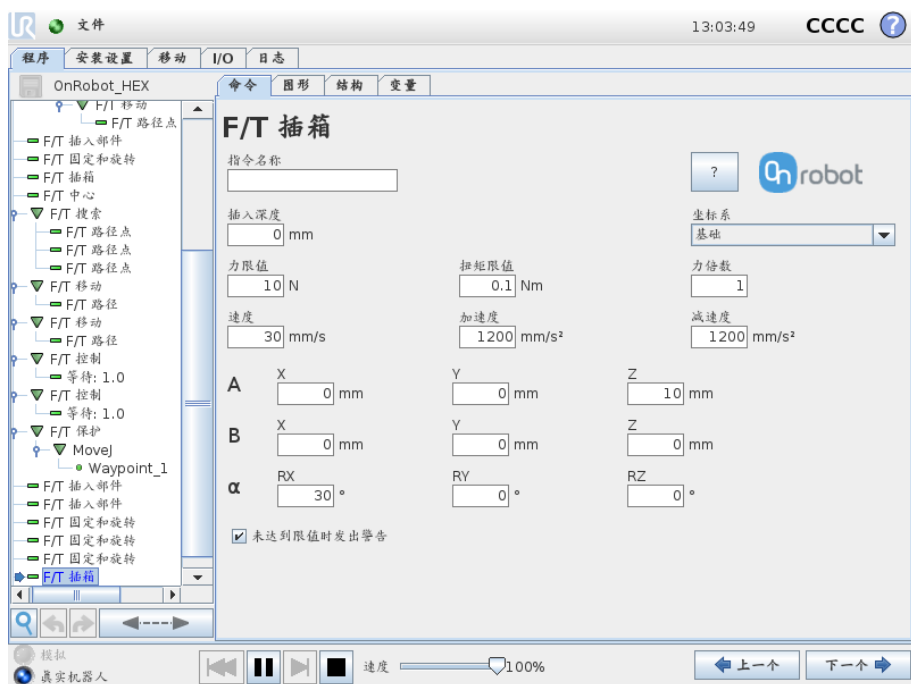 文件
13:03:49
CCCC
?
程序 安装设置 移动 I/O 日志
OnRobot_HEX
命令 图形 结构 变量
F/T 移动
F/T 路径点
F/T 插入部件
F/T 固定和旋转
F/T 插箱
F/T 中心
F/T 搜索
F/T 路径点
F/T 路径点
F/T 路径点
F/T 移动
F/T 路径
F/T 移动
F/T 路径
F/T 控制
等待: 1.0
F/T 控制
等待: 1.0
F/T 保护
MoveJ
Waypoint_1
F/T 插入部件
F/T 插入部件
F/T 固定和旋转
F/T 固定和旋转
F/T 固定和旋转
F/T 插箱
F/T 插箱
指令名称
?
On robot
插入深度
0 mm
坐标系
基础
力限值 扭矩限值 力倍数
10 N 0.1 Nm 1
速度 加速度 减速度
30 mm/s 1200 mm/s² 1200 mm/s²
A X 0 mm Y 0 mm Z 10 mm
B X 0 mm Y 0 mm Z 0 mm
α RX 30 ° RY 0 ° RZ 0 °
未达到限值时发出警告
模拟
真实机器人
速度 100%
上一个 下一个